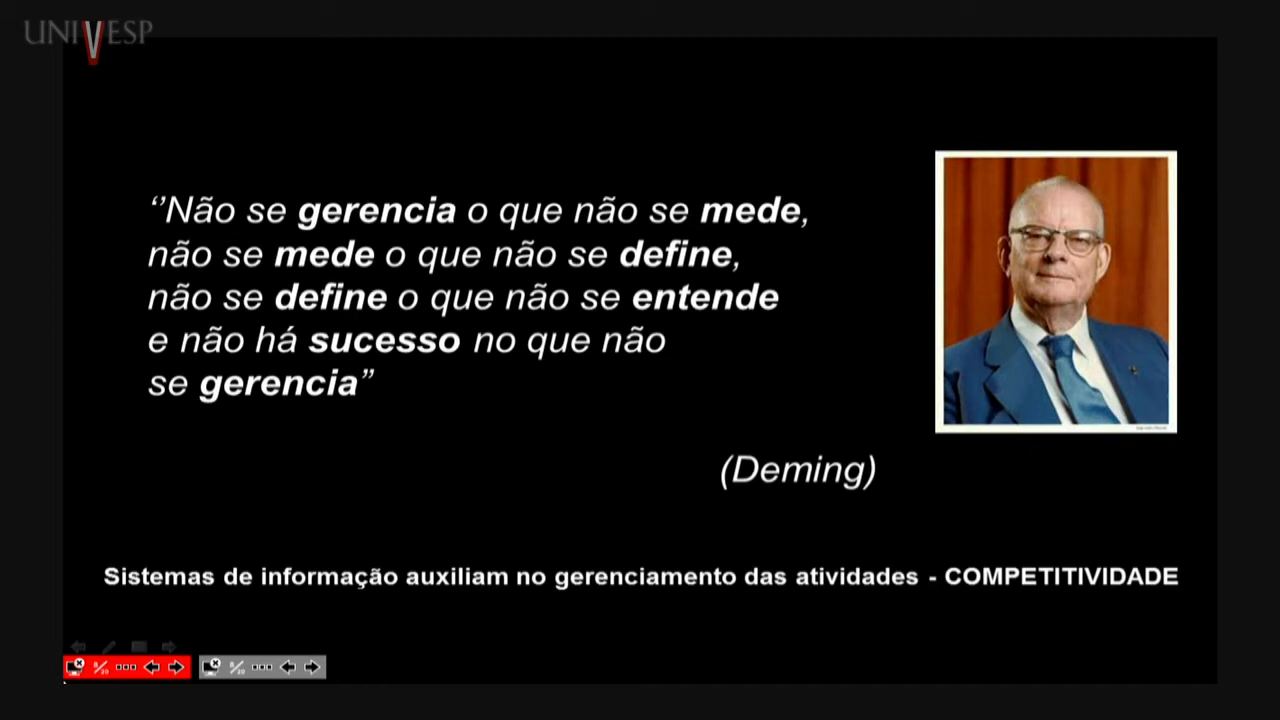 UNIVESP
‘’Não se gerencia o que não se mede,
não se mede o que não se define,
não se define o que não se entende
e não há sucesso no que não
se gerencia”
(Deming)
Sistemas de informação auxiliam no gerenciamento das atividades - COMPETITIVIDADE